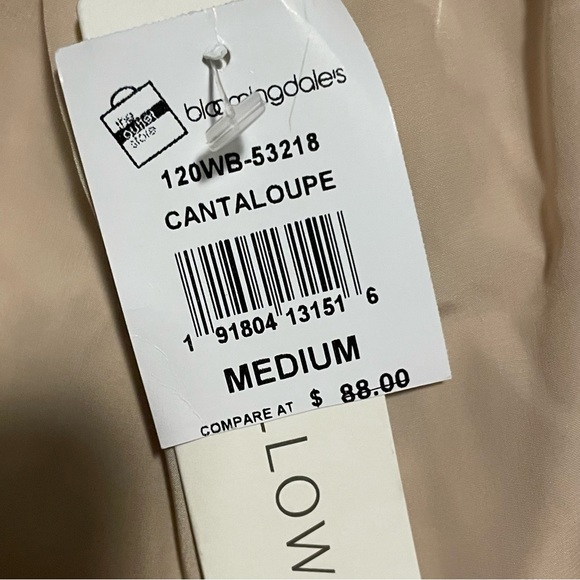 the
outlet
store
bloomingdale's
120WB-53218
CANTALOUPE
1 91804 13151 6
MEDIUM
COMPARE AT $ 88.00
LOW